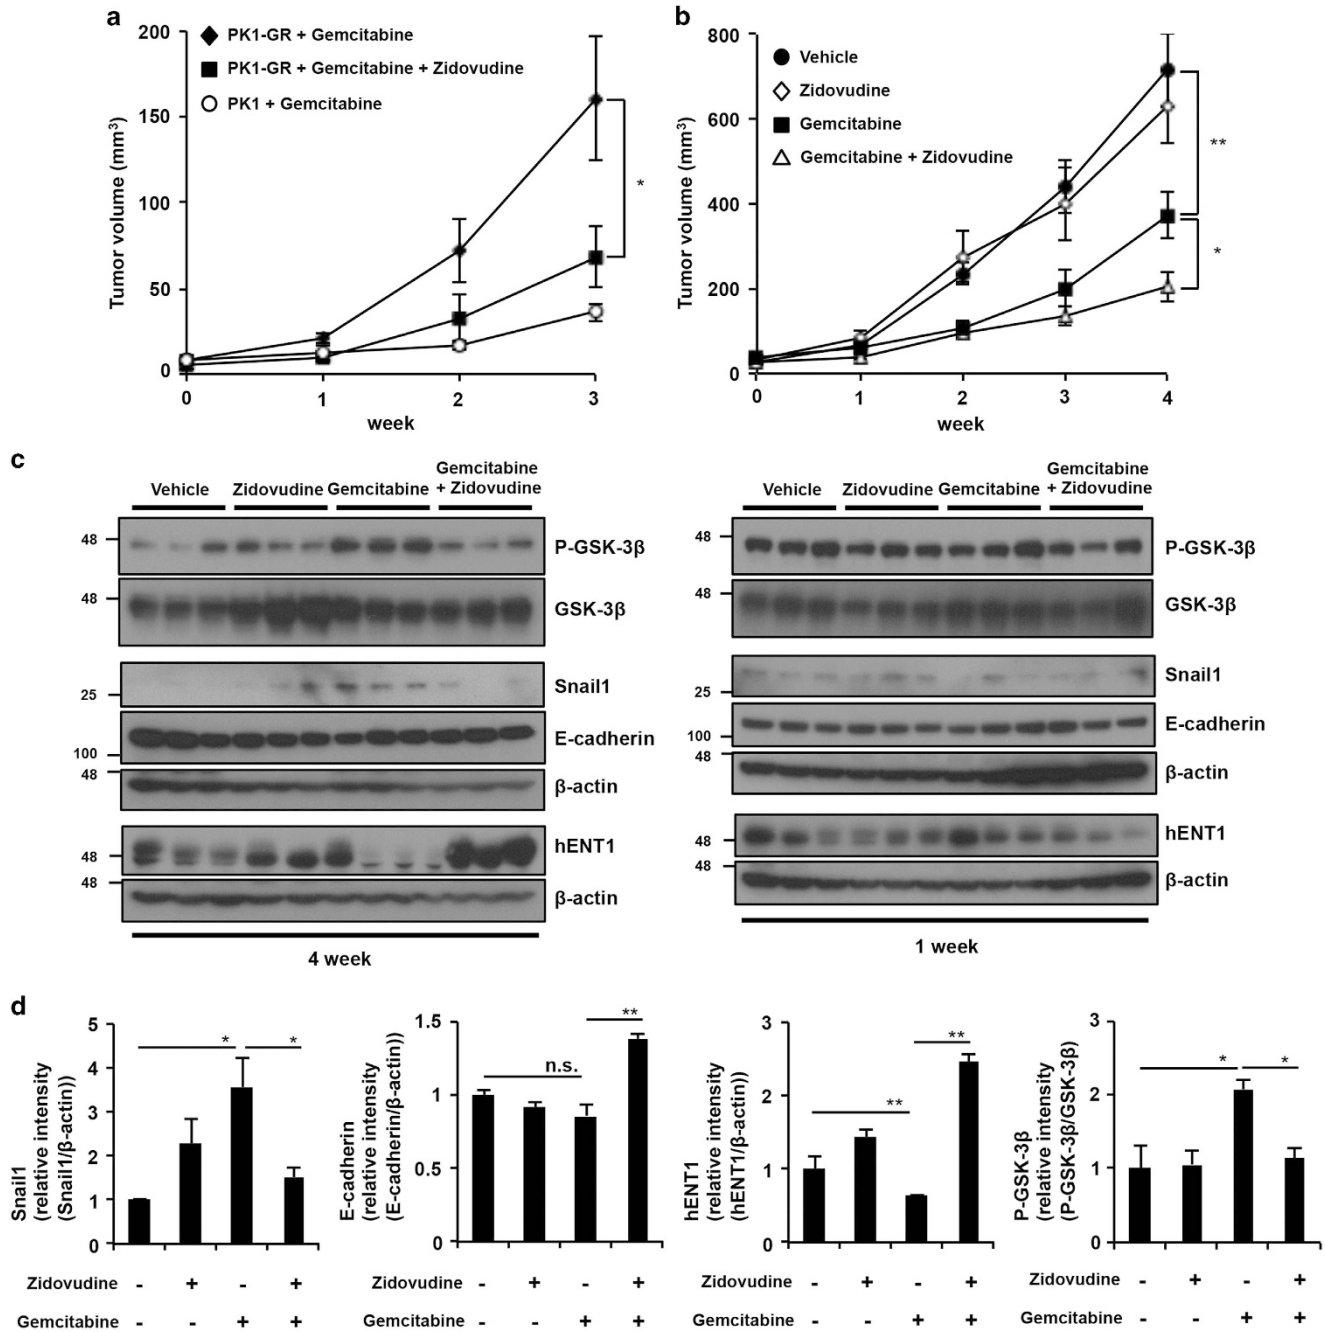 a
200
150
100
50
0
Tumor volume (mm³)
PK1-GR + Gemcitabine
PK1-GR + Gemcitabine + Zidovudine
PK1 + Gemcitabine
*
0 1 2 3
week
b
800
600
400
200
0
Tumor volume (mm³)
Vehicle
Zidovudine
Gemcitabine
Gemcitabine + Zidovudine
**
*
0 1 2 3 4
week
c
Vehicle Zidovudine Gemcitabine Gemcitabine
+ Zidovudine
48 P-GSK-3β
48 GSK-3β
25 Snail1
100 E-cadherin
48 β-actin
48 hENT1
48 β-actin
4 week
Vehicle Zidovudine Gemcitabine Gemcitabine
+ Zidovudine
48 P-GSK-3β
48 GSK-3β
25 Snail1
100 E-cadherin
48 β-actin
48 hENT1
48 β-actin
1 week
d
Snail1
(relative intensity
(Snail1/β-actin))
5
4
3
2
1
0
* *
Zidovudine - + - +
Gemcitabine - - + +
E-cadherin
(relative intensity
(E-cadherin/β-actin))
1.5
1
0.5
0
n.s. **
Zidovudine - + - +
Gemcitabine - - + +
hENT1
(relative intensity
(hENT1/β-actin))
3
2
1
0
** **
Zidovudine - + - +
Gemcitabine - - + +
P-GSK-3β
(relative intensity
(P-GSK-3β/GSK-3β)
3
2
1
0
* *
Zidovudine - + - +
Gemcitabine - - + +